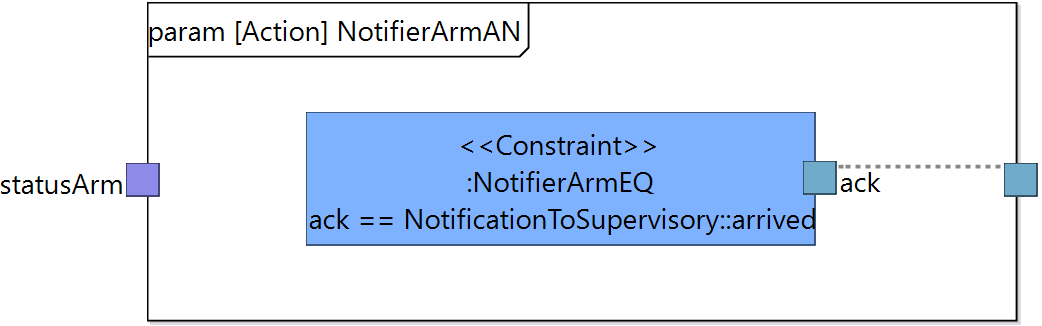 param [Action] NotifierArmAN
<<Constraint>>
:NotifierArmEQ
statusArm
ack
ack == NotificationToSupervisory::arrived